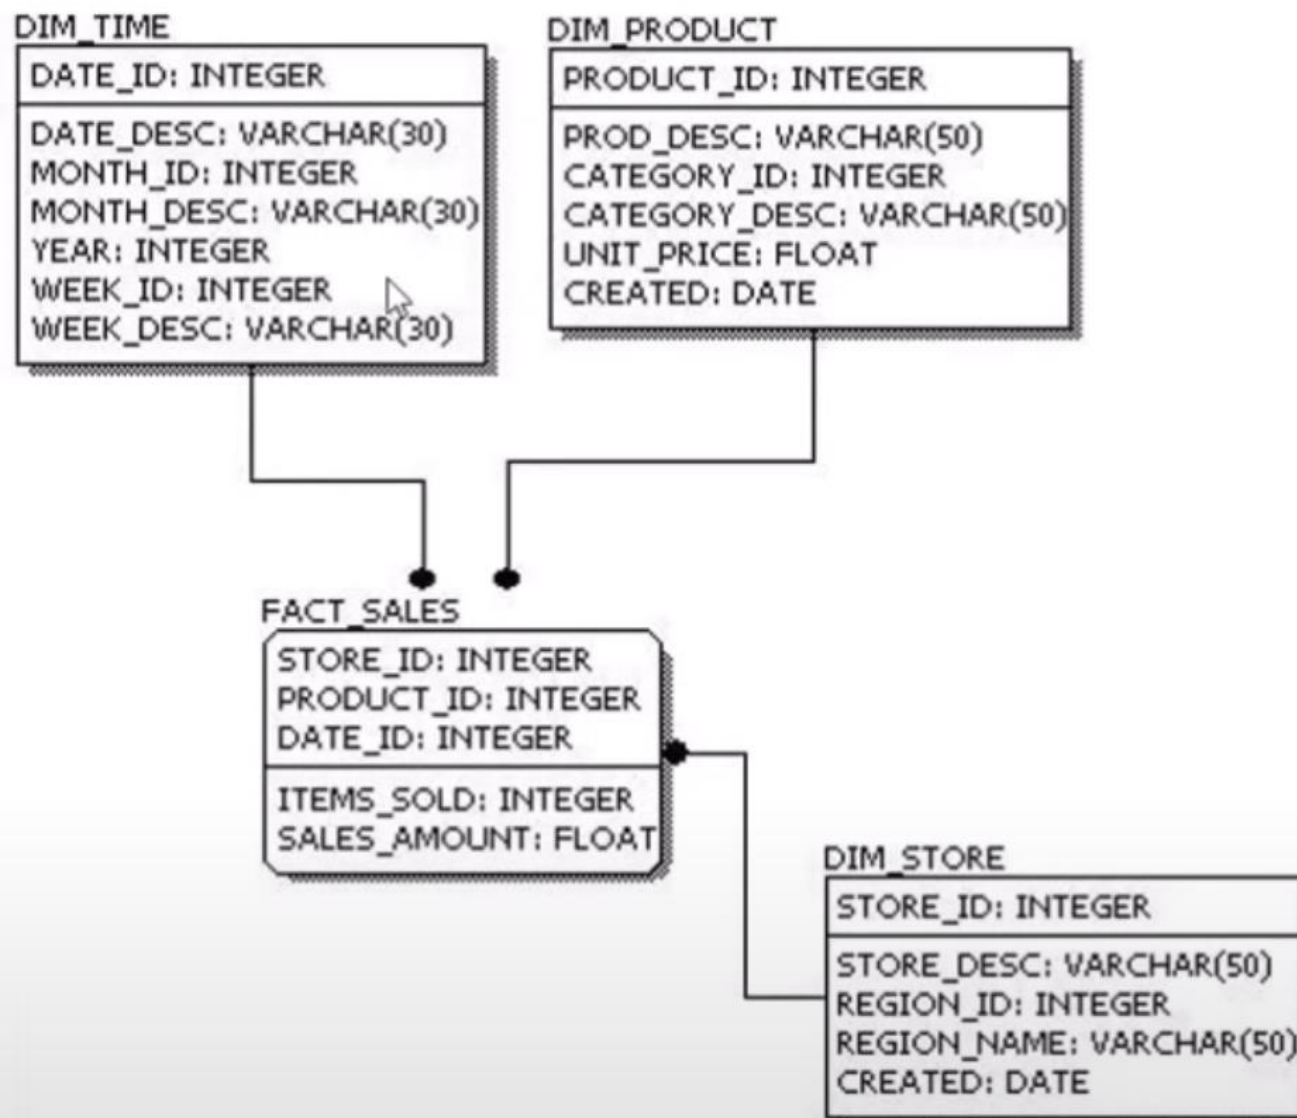 DIM_TIME
DATE_ID: INTEGER
DATE_DESC: VARCHAR(30)
MONTH_ID: INTEGER
MONTH_DESC: VARCHAR(30)
YEAR: INTEGER
WEEK_ID: INTEGER
WEEK_DESC: VARCHAR(30)
DIM_PRODUCT
PRODUCT_ID: INTEGER
PROD_DESC: VARCHAR(50)
CATEGORY_ID: INTEGER
CATEGORY_DESC: VARCHAR(50)
UNIT_PRICE: FLOAT
CREATED: DATE
FACT_SALES
STORE_ID: INTEGER
PRODUCT_ID: INTEGER
DATE_ID: INTEGER
ITEMS_SOLD: INTEGER
SALES_AMOUNT: FLOAT
DIM_STORE
STORE_ID: INTEGER
STORE_DESC: VARCHAR(50)
REGION_ID: INTEGER
REGION_NAME: VARCHAR(50)
CREATED: DATE